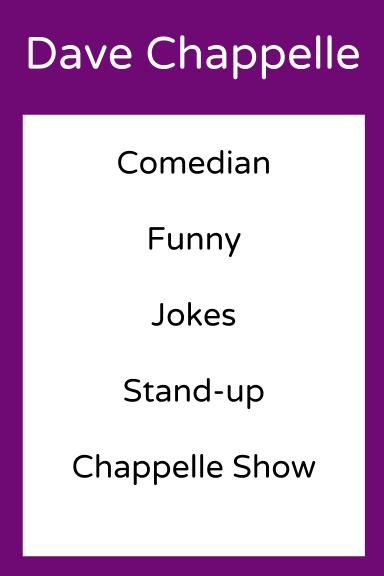 Dave Chappelle
Comedian
Funny
Jokes
Stand-up
Chappelle Show